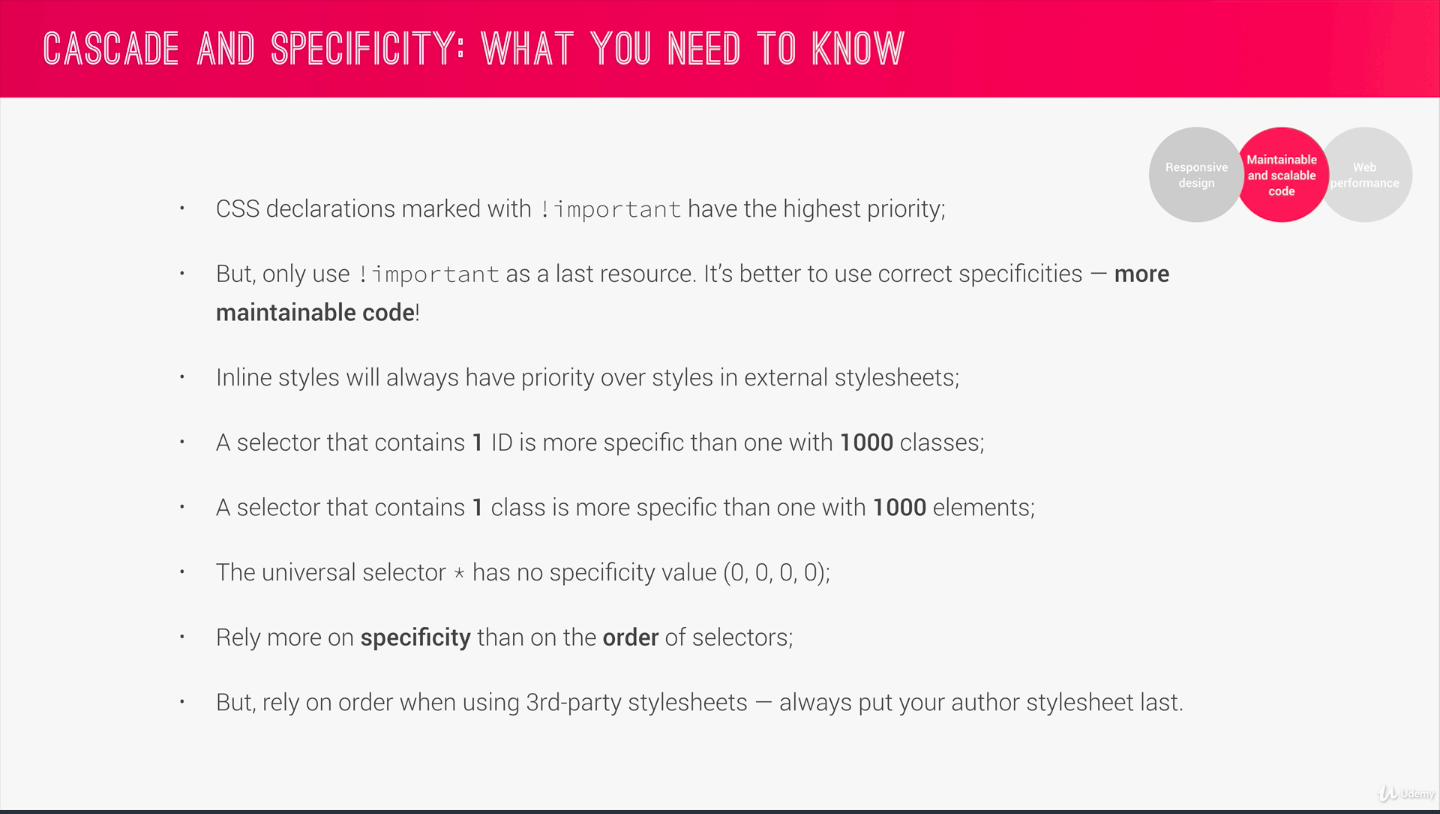 CASCADE AND SPECIFICITY: WHAT YOU NEED TO KNOW
Responsive
design
Maintainable
and scalable
code
Web
performance
• CSS declarations marked with !important have the highest priority;
• But, only use !important as a last resource. It’s better to use correct specificities — more
maintainable code!
• Inline styles will always have priority over styles in external stylesheets;
• A selector that contains 1 ID is more specific than one with 1000 classes;
• A selector that contains 1 class is more specific than one with 1000 elements;
• The universal selector * has no specificity value (0, 0, 0, 0);
• Rely more on specificity than on the order of selectors;
• But, rely on order when using 3rd-party stylesheets — always put your author stylesheet last.
Udemy